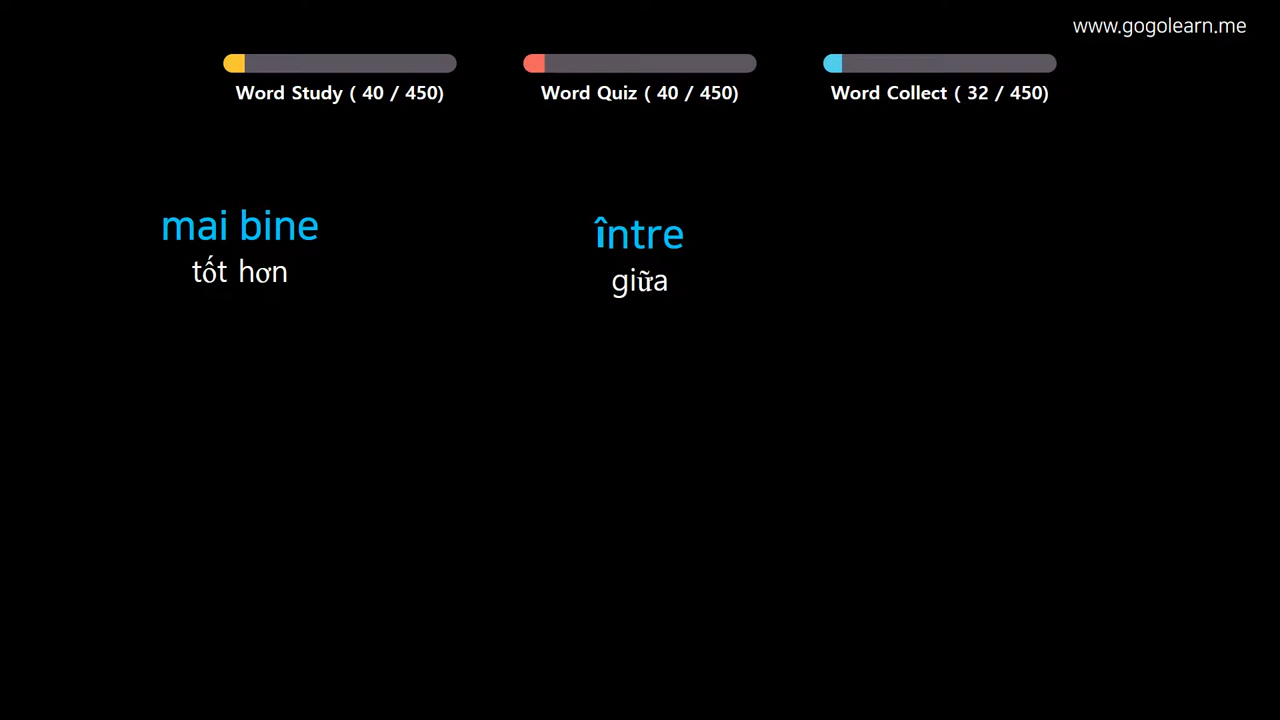 www.gogolearn.me
Word Study ( 40 / 450)
Word Quiz ( 40 / 450)
Word Collect ( 32 / 450)
mai bine
tốt hơn
între
giữa